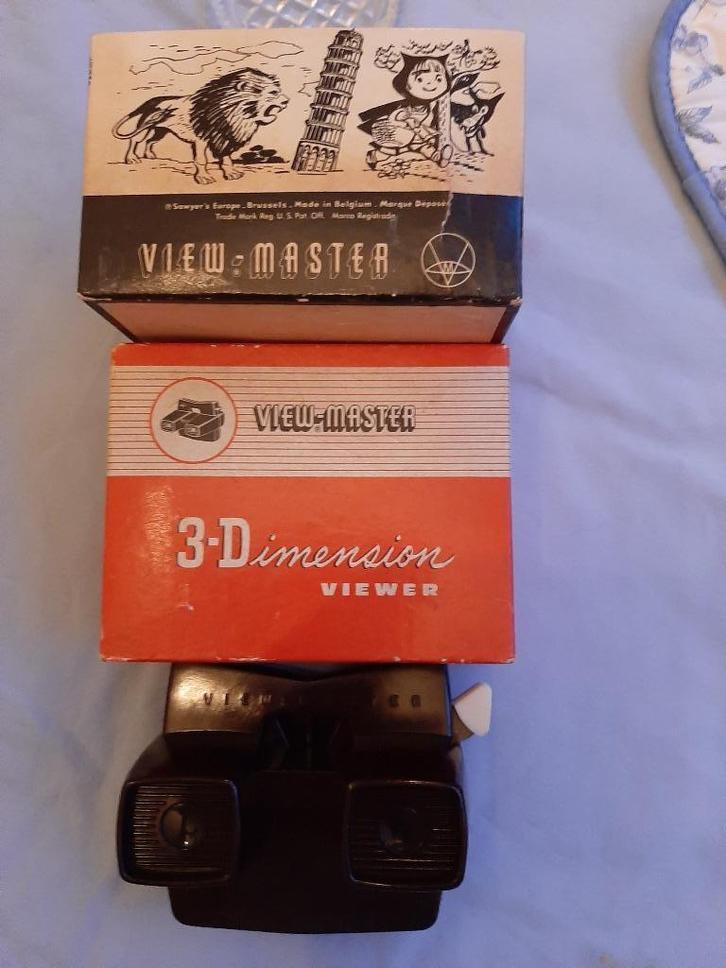 © Sawyer's Europe . Brussels . Made in Belgium . Marque Déposée
Trade Mark Reg. U.S. Pat. Off. Marca Registrada
VIEW-MASTER
VIEW-MASTER
3-Dimension
VIEWER